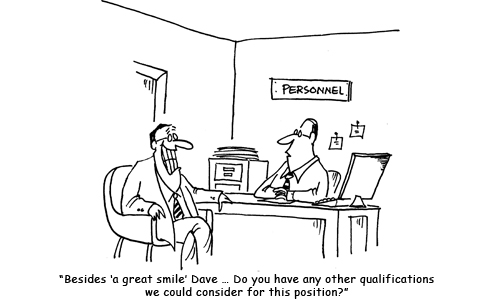 PERSONNEL
“Besides 'a great smile' Dave … Do you have any other qualifications
we could consider for this position?”